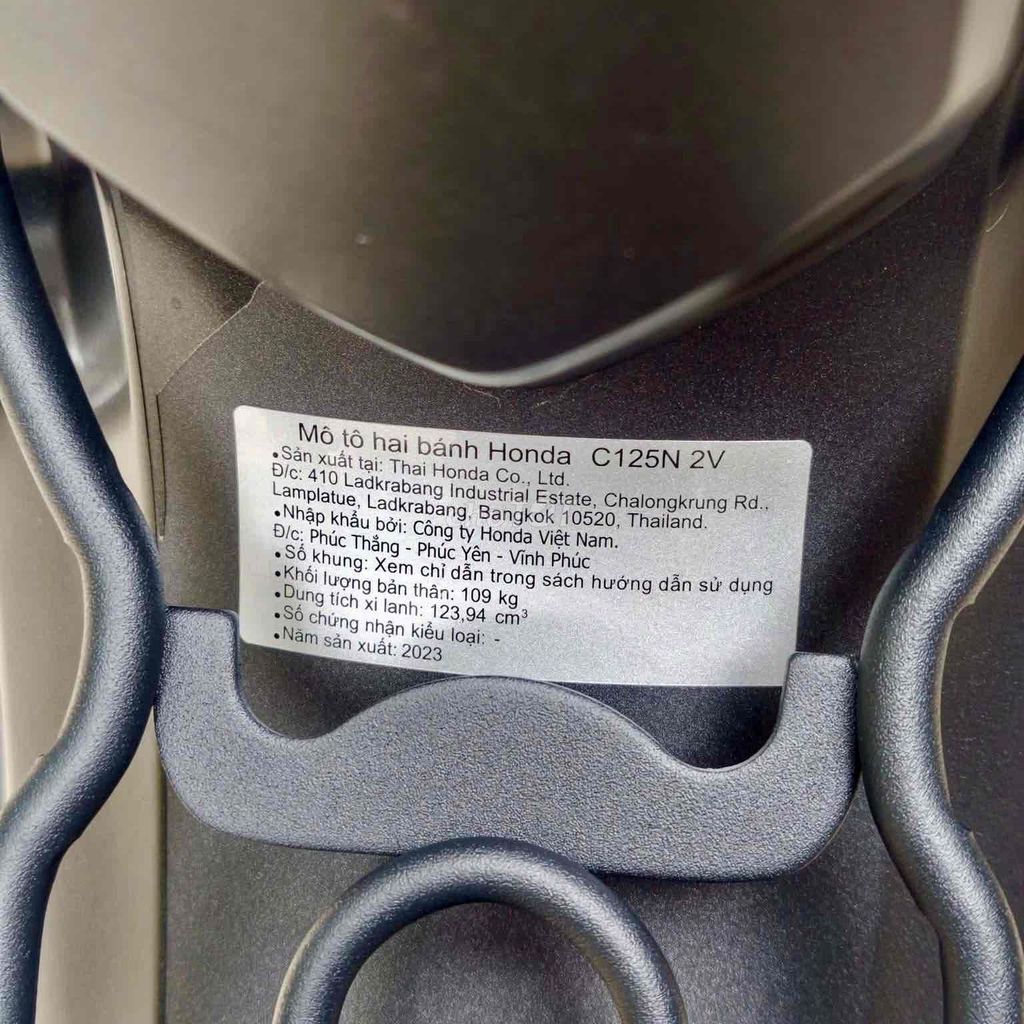 Mô tô hai bánh Honda C125N 2V
•Sản xuất tại: Thai Honda Co., Ltd.
Đ/c: 410 Ladkrabang Industrial Estate, Chalongkrung Rd.,
Lamplatue, Ladkrabang, Bangkok 10520, Thailand.
•Nhập khẩu bởi: Công ty Honda Việt Nam.
Đ/c: Phúc Thắng - Phúc Yên - Vĩnh Phúc
•Số khung: Xem chỉ dẫn trong sách hướng dẫn sử dụng
•Khối lượng bản thân: 109 kg
•Dung tích xi lanh: 123,94 cm³
•Số chứng nhận kiểu loại: -
•Năm sản xuất: 2023